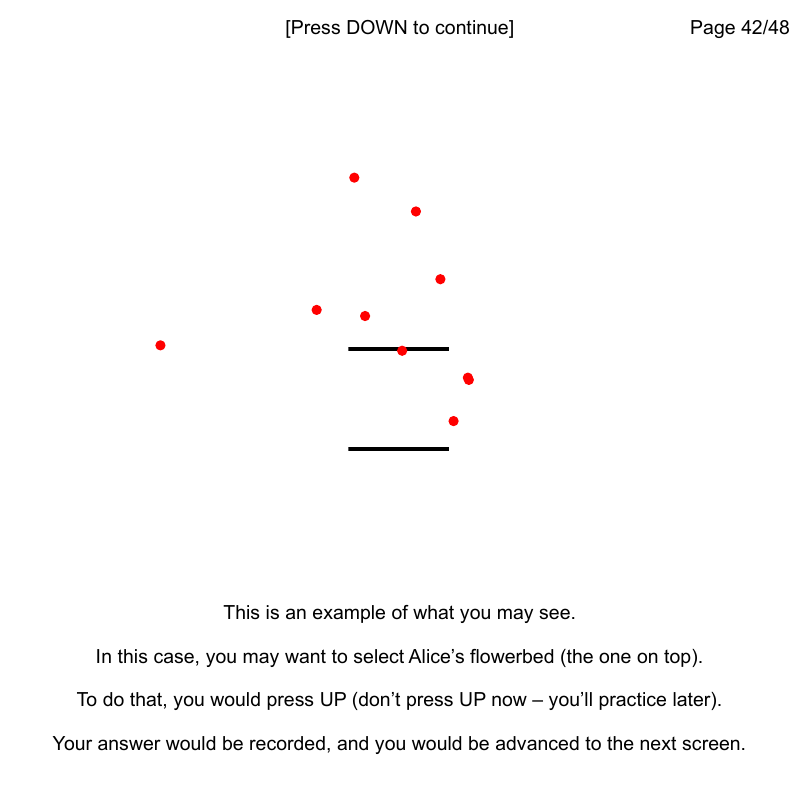 [Press DOWN to continue]
Page 42/48
This is an example of what you may see.
In this case, you may want to select Alice’s flowerbed (the one on top).
To do that, you would press UP (don’t press UP now – you’ll practice later).
Your answer would be recorded, and you would be advanced to the next screen.